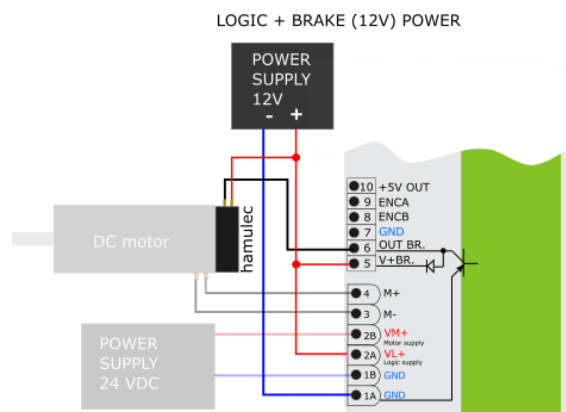 LOGIC + BRAKE (12V) POWER
POWER
SUPPLY
12V
- +
10 +5V OUT
9 ENCA
8 ENCB
7 GND
6 OUT BR.
5 V+BR.
DC motor
hamulec
4 M+
3 M-
2B VM+
Motor supply
2A VL+
Logic supply
1B GND
1A GND
POWER
SUPPLY
24 VDC